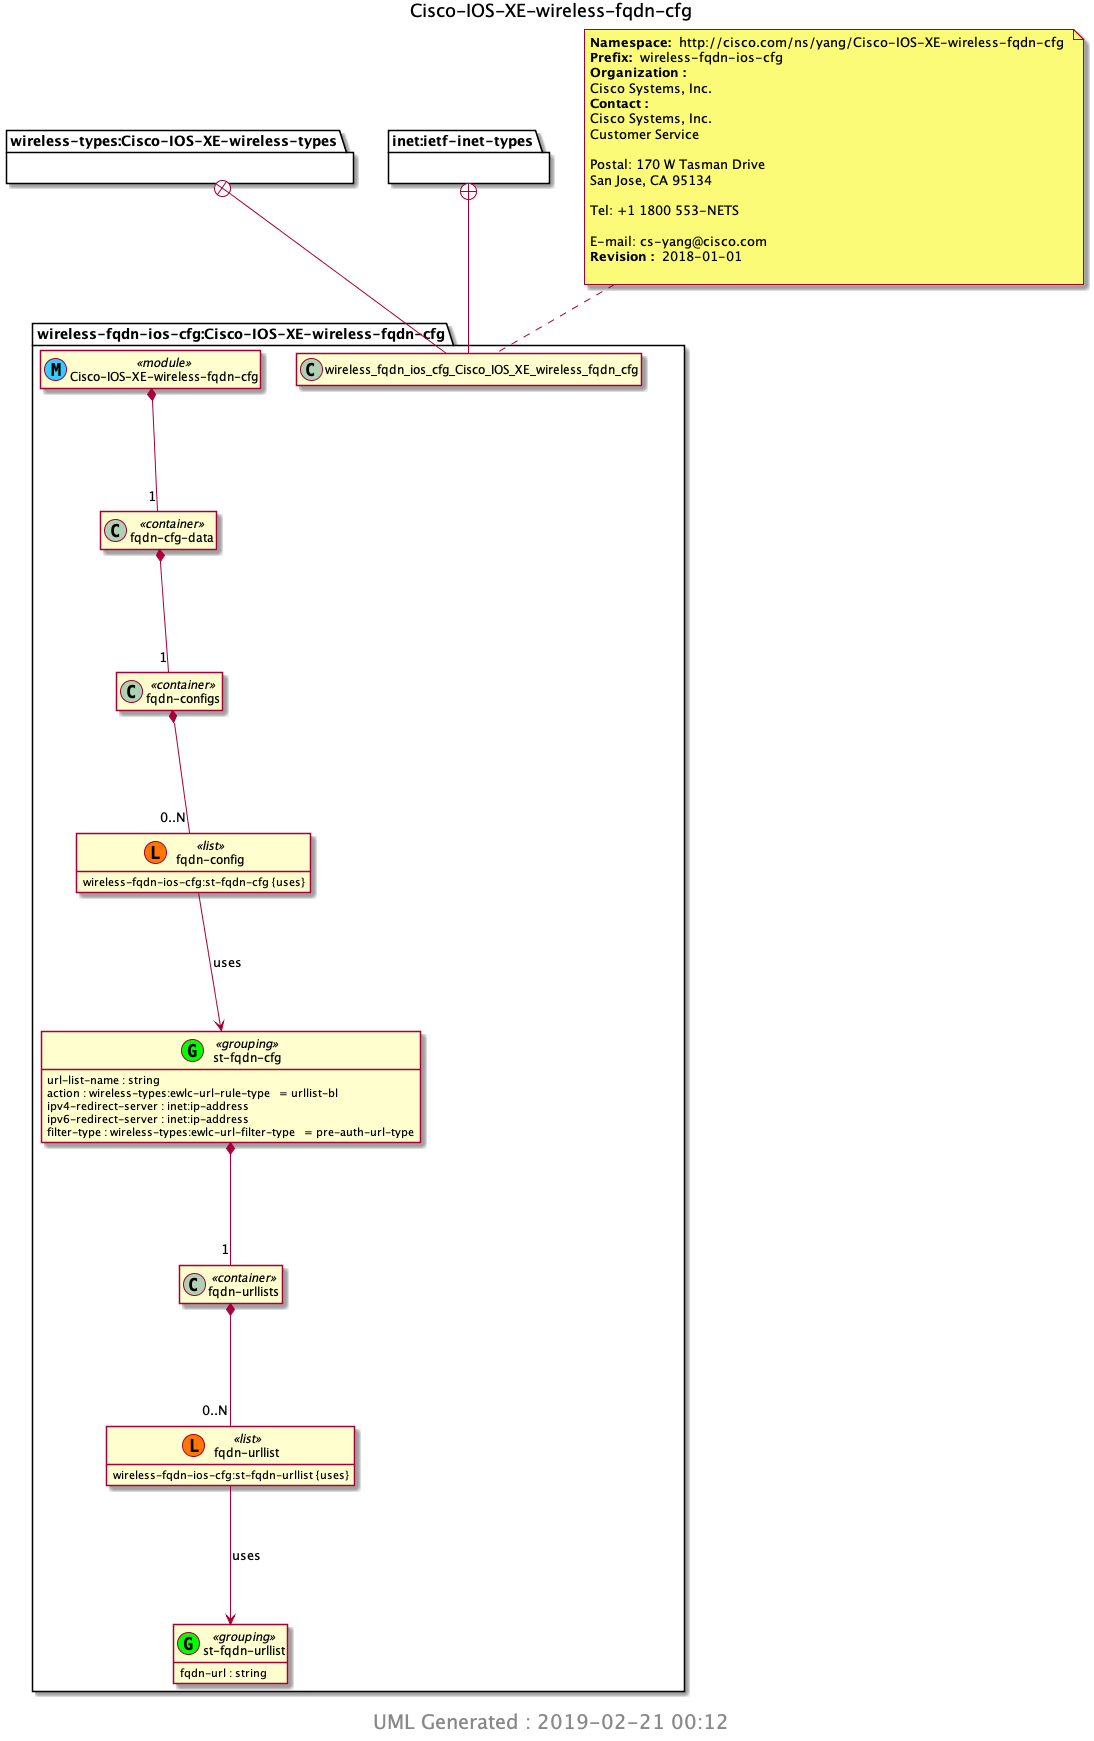 Cisco-IOS-XE-wireless-fqdn-cfg
Namespace: http://cisco.com/ns/yang/Cisco-IOS-XE-wireless-fqdn-cfg
Prefix: wireless-fqdn-ios-cfg
Organization :
Cisco Systems, Inc.
Contact :
Cisco Systems, Inc.
Customer Service
Postal: 170 W Tasman Drive
San Jose, CA 95134
Tel: +1 1800 553-NETS
E-mail: cs-yang@cisco.com
Revision : 2018-01-01
wireless-types:Cisco-IOS-XE-wireless-types
inet:ietf-inet-types
wireless-fqdn-ios-cfg:Cisco-IOS-XE-wireless-fqdn-cfg
M «module»
Cisco-IOS-XE-wireless-fqdn-cfg
C wireless_fqdn_ios_cfg_Cisco_IOS_XE_wireless_fqdn_cfg
1
C «container»
fqdn-cfg-data
1
C «container»
fqdn-configs
0..N
L «list»
fqdn-config
wireless-fqdn-ios-cfg:st-fqdn-cfg {uses}
uses
G «grouping»
st-fqdn-cfg
url-list-name : string
action : wireless-types:ewlc-url-rule-type = urllist-bl
ipv4-redirect-server : inet:ip-address
ipv6-redirect-server : inet:ip-address
filter-type : wireless-types:ewlc-url-filter-type = pre-auth-url-type
1
C «container»
fqdn-urllists
0..N
L «list»
fqdn-urllist
wireless-fqdn-ios-cfg:st-fqdn-urllist {uses}
uses
G «grouping»
st-fqdn-urllist
fqdn-url : string
UML Generated : 2019-02-21 00:12